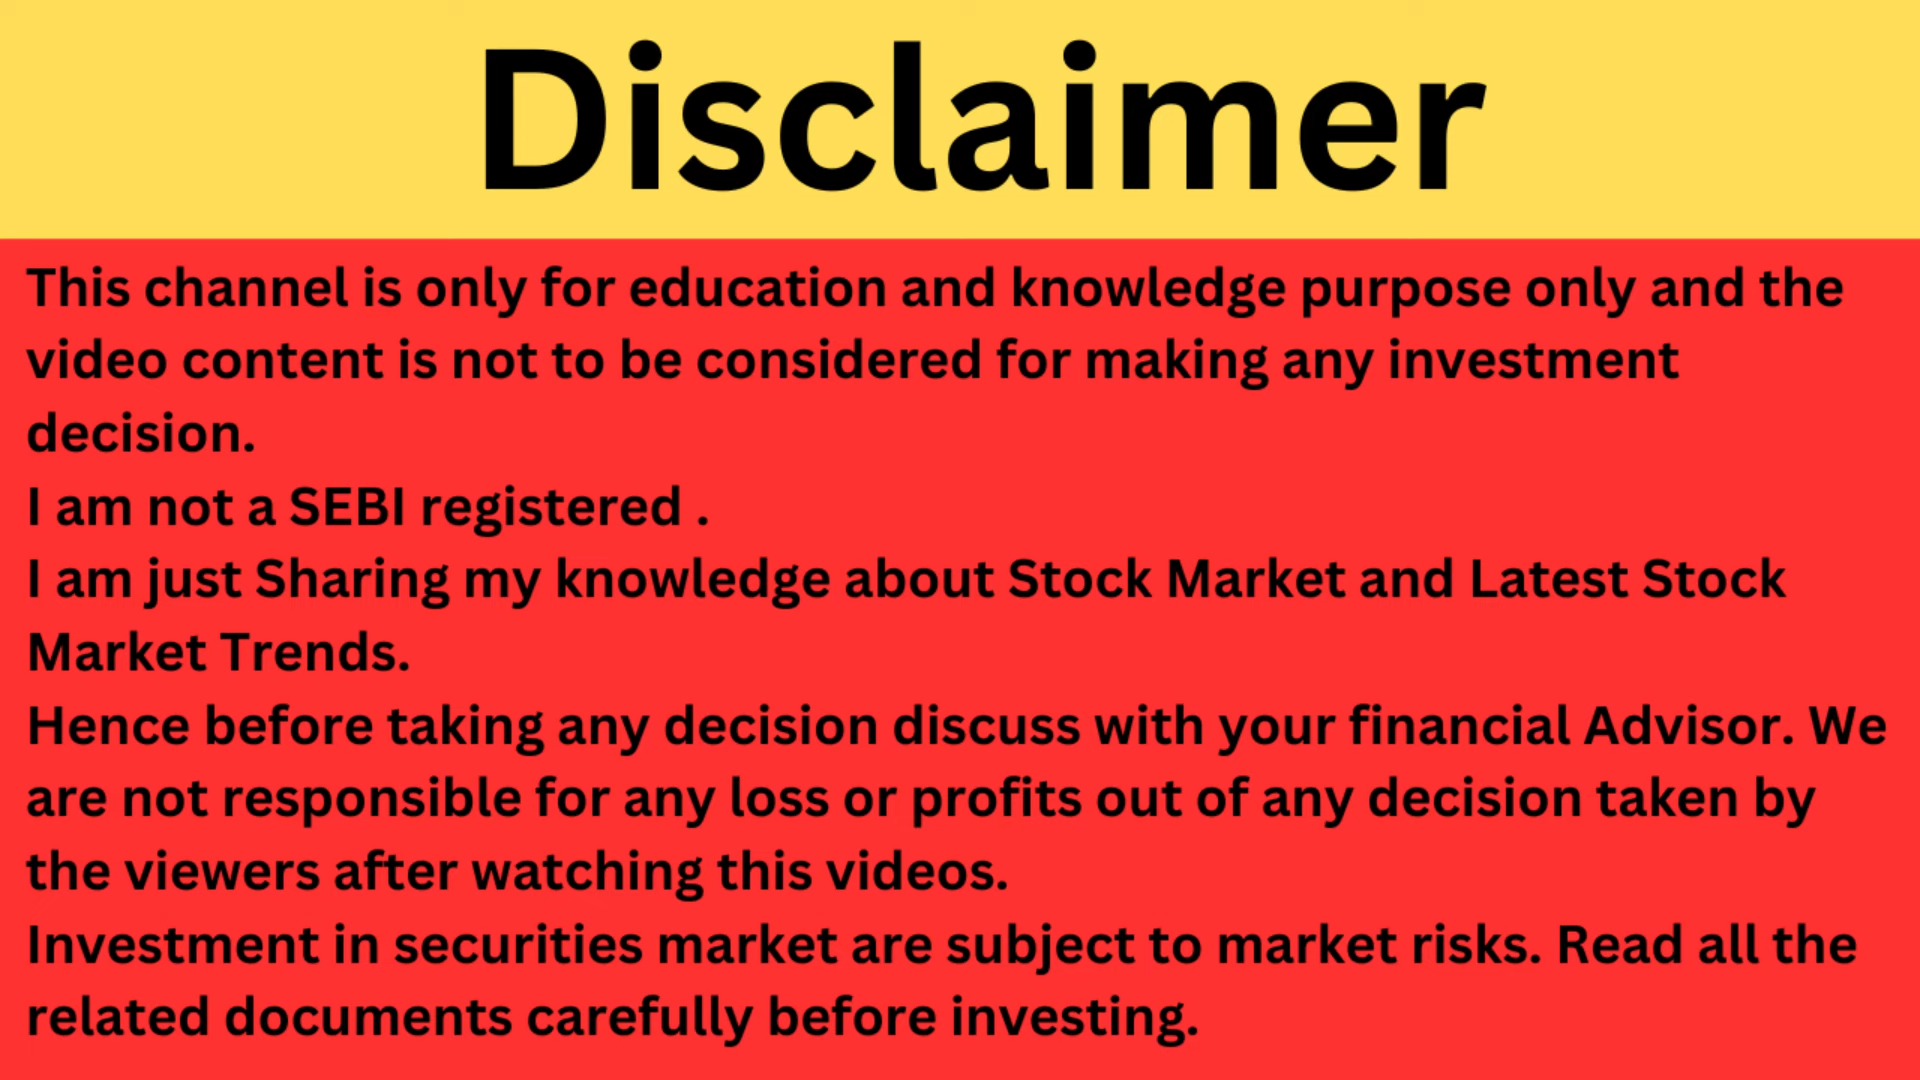 Disclaimer
This channel is only for education and knowledge purpose only and the
video content is not to be considered for making any investment
decision.
I am not a SEBI registered .
I am just Sharing my knowledge about Stock Market and Latest Stock
Market Trends.
Hence before taking any decision discuss with your financial Advisor. We
are not responsible for any loss or profits out of any decision taken by
the viewers after watching this videos.
Investment in securities market are subject to market risks. Read all the
related documents carefully before investing.